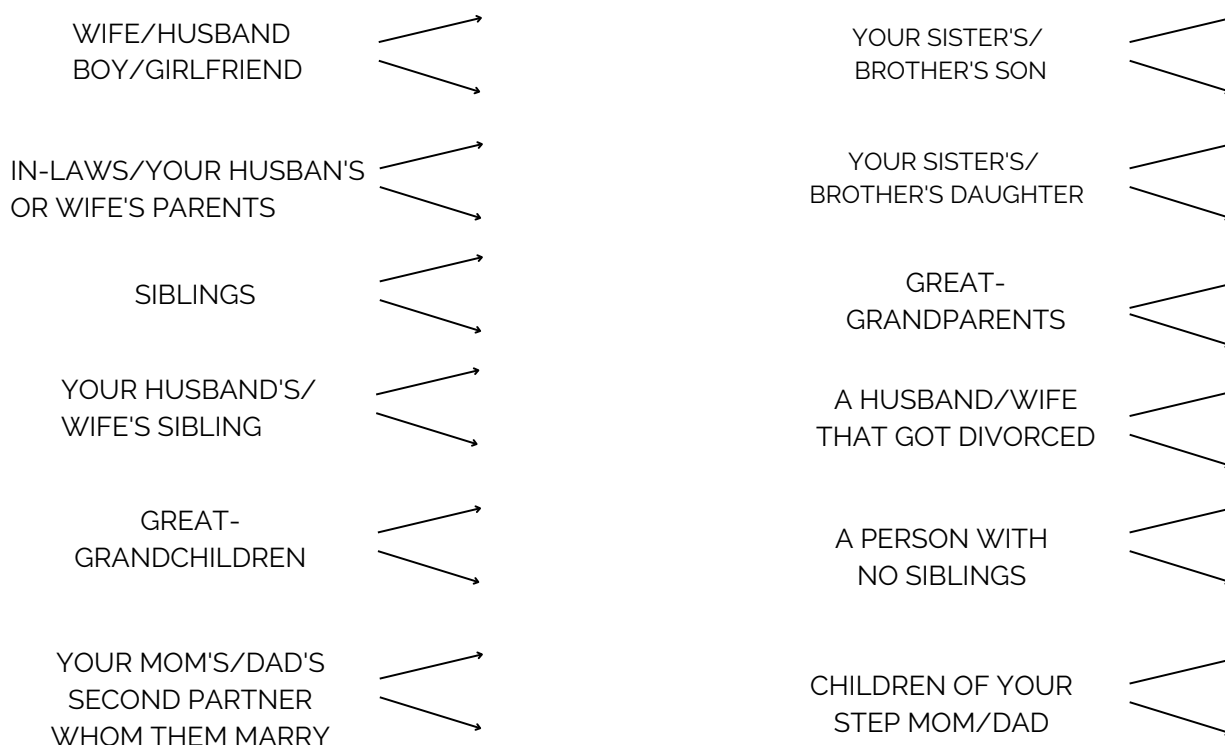 WIFE/HUSBAND
BOY/GIRLFRIEND
IN-LAWS/YOUR HUSBAN'S
OR WIFE'S PARENTS
SIBLINGS
YOUR HUSBAND'S/
WIFE'S SIBLING
GREAT-
GRANDCHILDREN
YOUR MOM'S/DAD'S
SECOND PARTNER
WHOM THEM MARRY
YOUR SISTER'S/
BROTHER'S SON
YOUR SISTER'S/
BROTHER'S DAUGHTER
GREAT-
GRANDPARENTS
A HUSBAND/WIFE
THAT GOT DIVORCED
A PERSON WITH
NO SIBLINGS
CHILDREN OF YOUR
STEP MOM/DAD